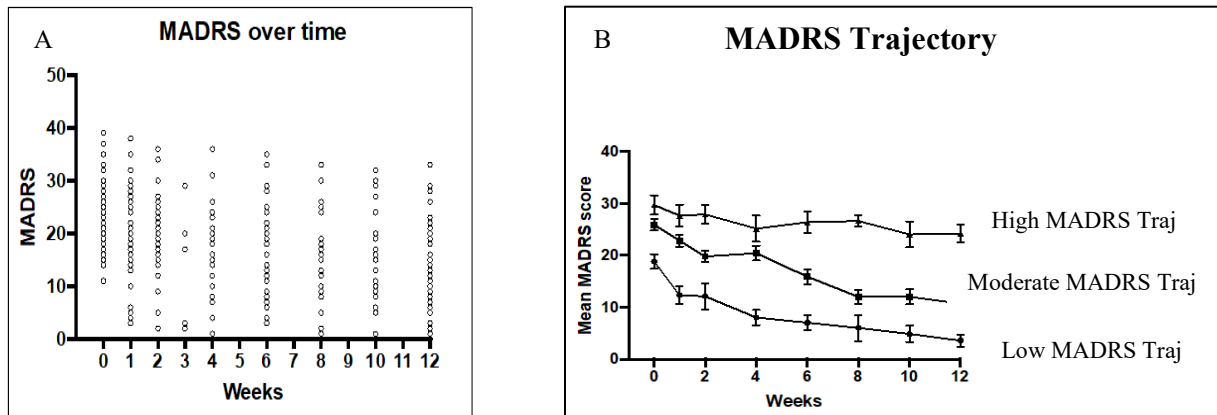 A
MADRS over time
MADRS
50
40
30
20
10
0
0 1 2 3 4 5 6 7 8 9 10 11 12
Weeks
B
MADRS Trajectory
Mean MADRS score
40
30
20
10
0
0 2 4 6 8 10 12
Weeks
High MADRS Traj
Moderate MADRS Traj
Low MADRS Traj